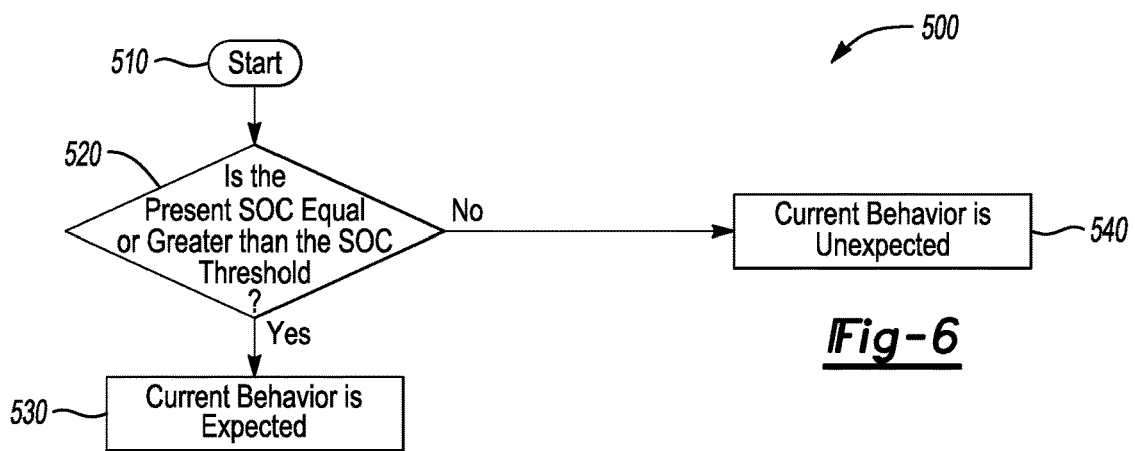 500
510
Start
520
Is the
Present SOC Equal
or Greater than the SOC
Threshold
?
No
Yes
Current Behavior is
Unexpected
540
Fig-6
530
Current Behavior is
Expected